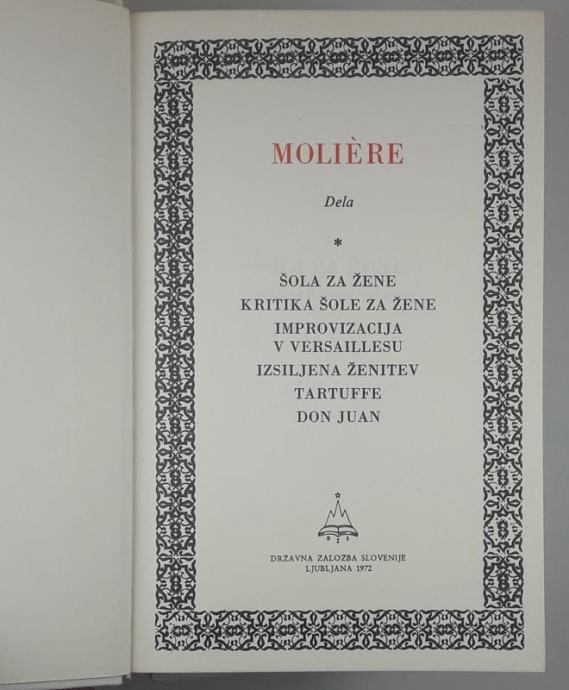 MOLIÈRE
Dela
*
ŠOLA ZA ŽENE
KRITIKA ŠOLE ZA ŽENE
IMPROVIZACIJA
V VERSAILLESU
IZSILJENA ŽENITEV
TARTUFFE
DON JUAN
D Z S
DRŽAVNA ZALOŽBA SLOVENIJE
LJUBLJANA 1972